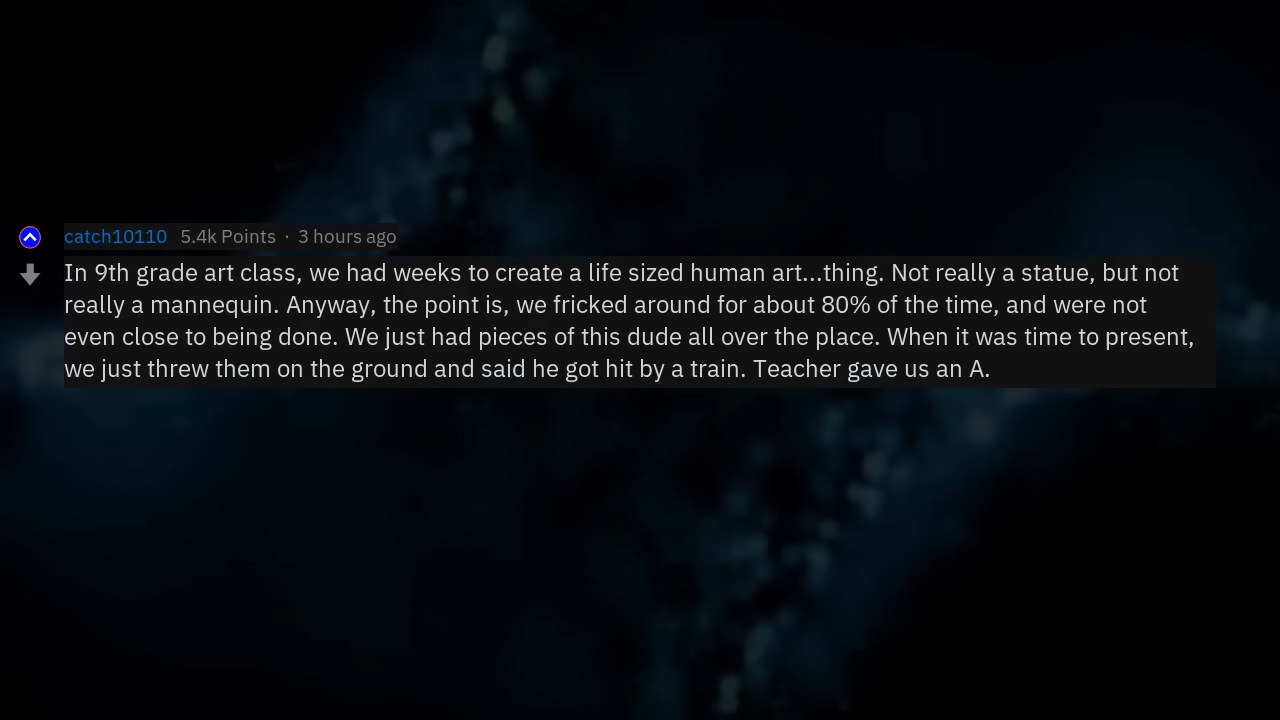 catch10110 5.4k Points · 3 hours ago
In 9th grade art class, we had weeks to create a life sized human art...thing. Not really a statue, but not
really a mannequin. Anyway, the point is, we fricked around for about 80% of the time, and were not
even close to being done. We just had pieces of this dude all over the place. When it was time to present,
we just threw them on the ground and said he got hit by a train. Teacher gave us an A.